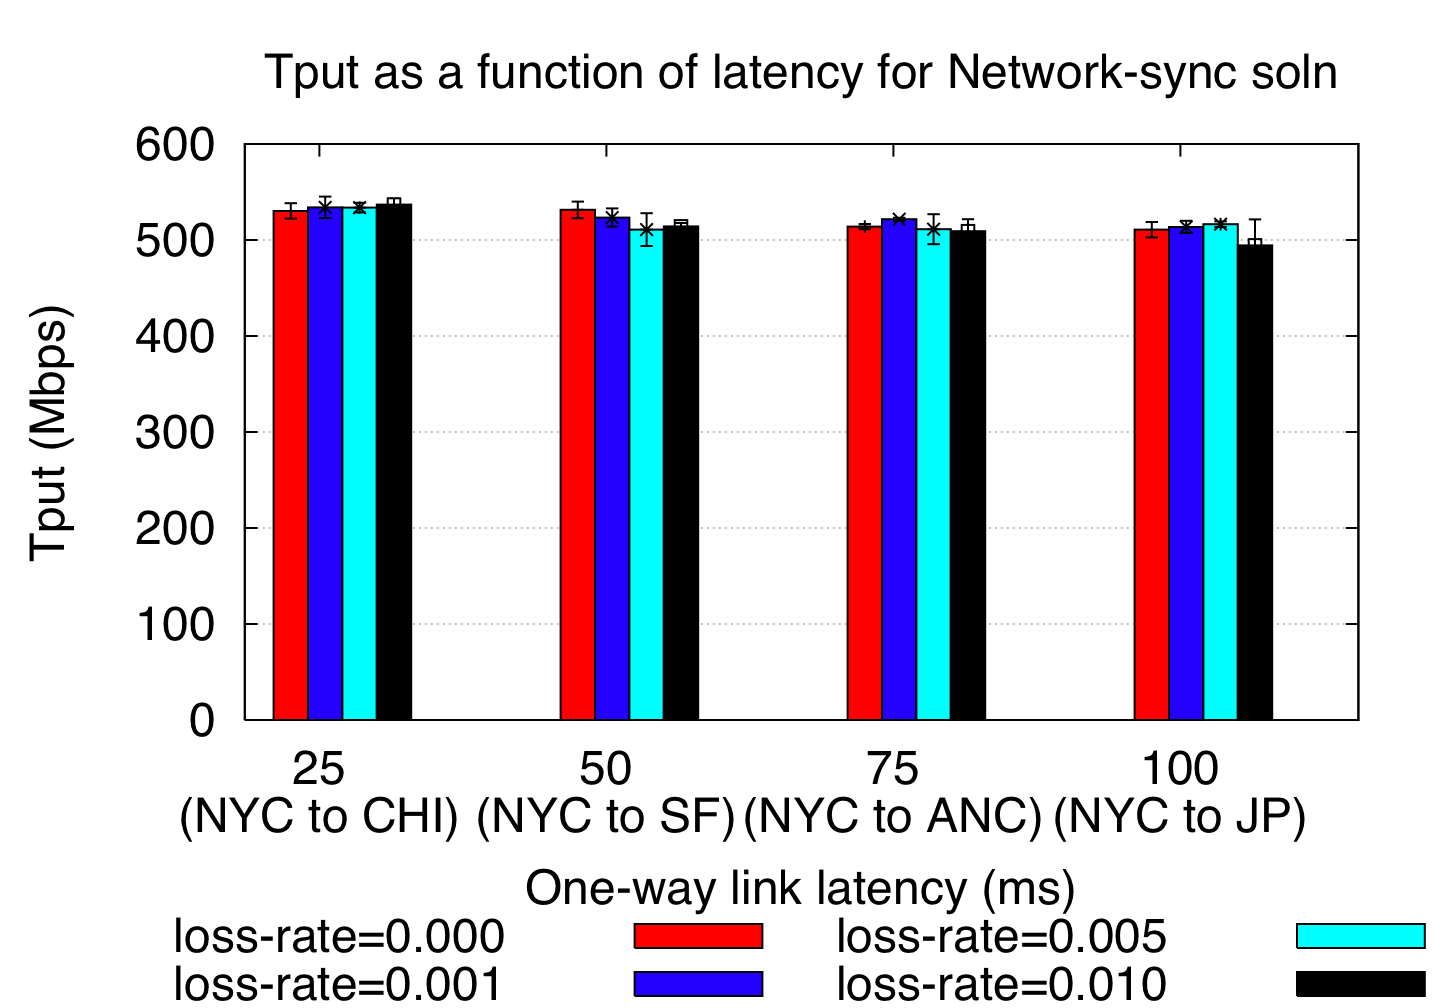 Tput as a function of latency for Network-sync soln
600
500
400
300
200
100
0
Tput (Mbps)
25 50 75 100
(NYC to CHI) (NYC to SF) (NYC to ANC) (NYC to JP)
One-way link latency (ms)
loss-rate=0.000 loss-rate=0.005
loss-rate=0.001 loss-rate=0.010